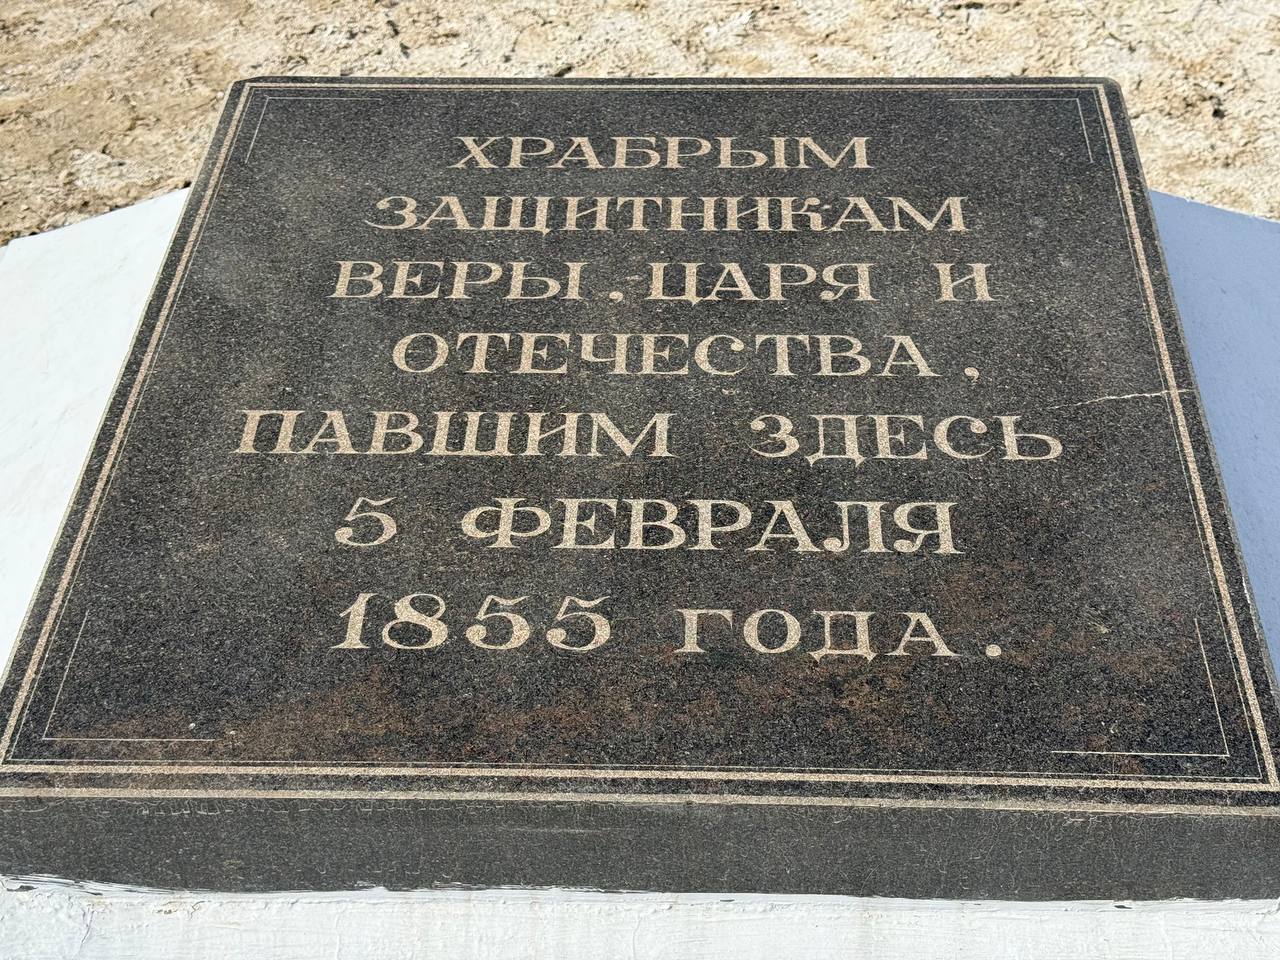 ХРАБРЫМ
ЗАЩИТНИКАМ
ВЕРЫ, ЦАРЯ И
ОТЕЧЕСТВА,
ПАВШИМ ЗДЕСЬ
5 ФЕВРАЛЯ
1855 ГОДА.